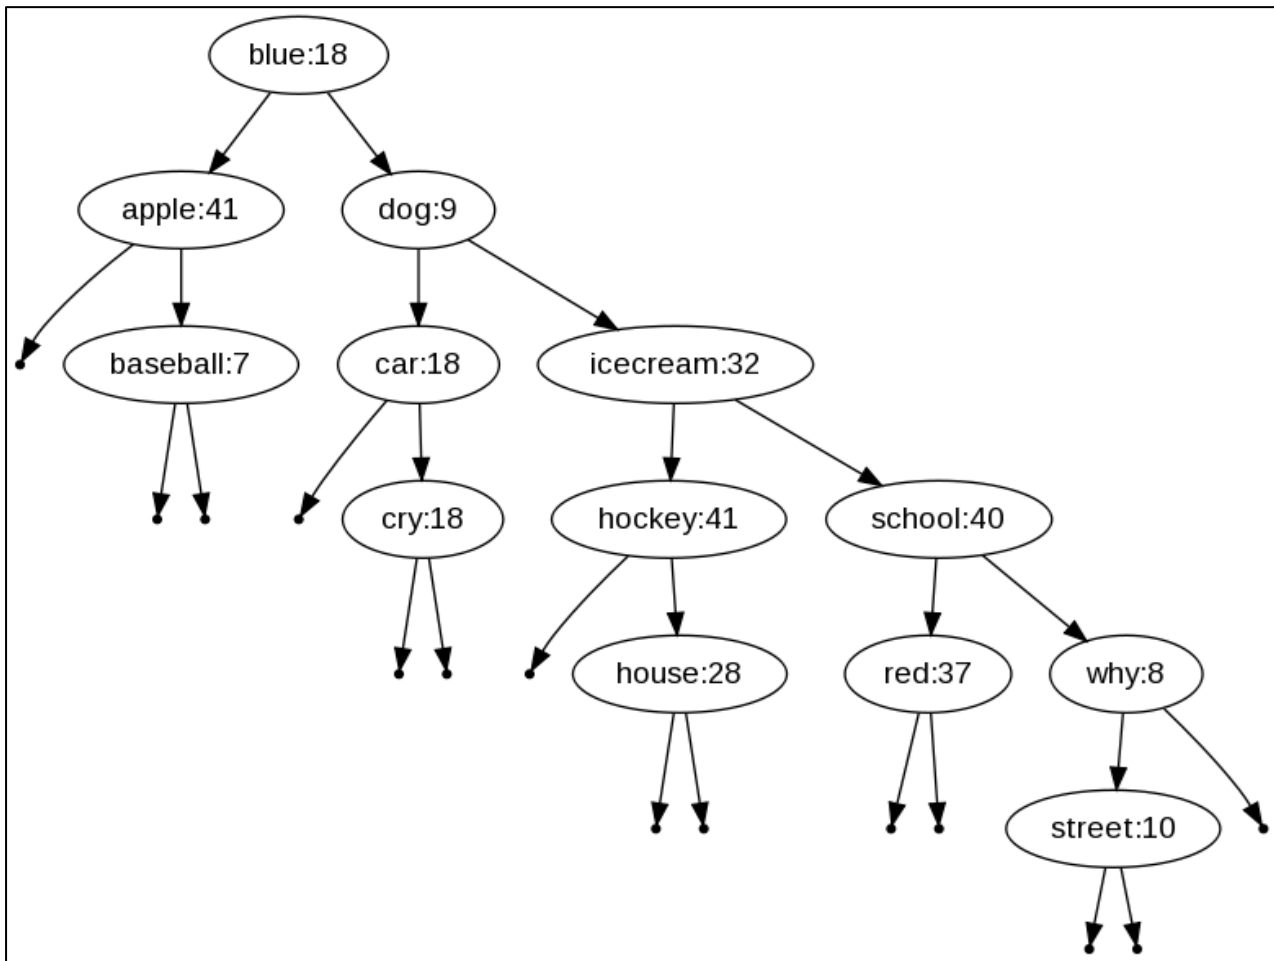 blue:18
apple:41
dog:9
baseball:7
car:18
icecream:32
cry:18
hockey:41
school:40
house:28
red:37
why:8
street:10